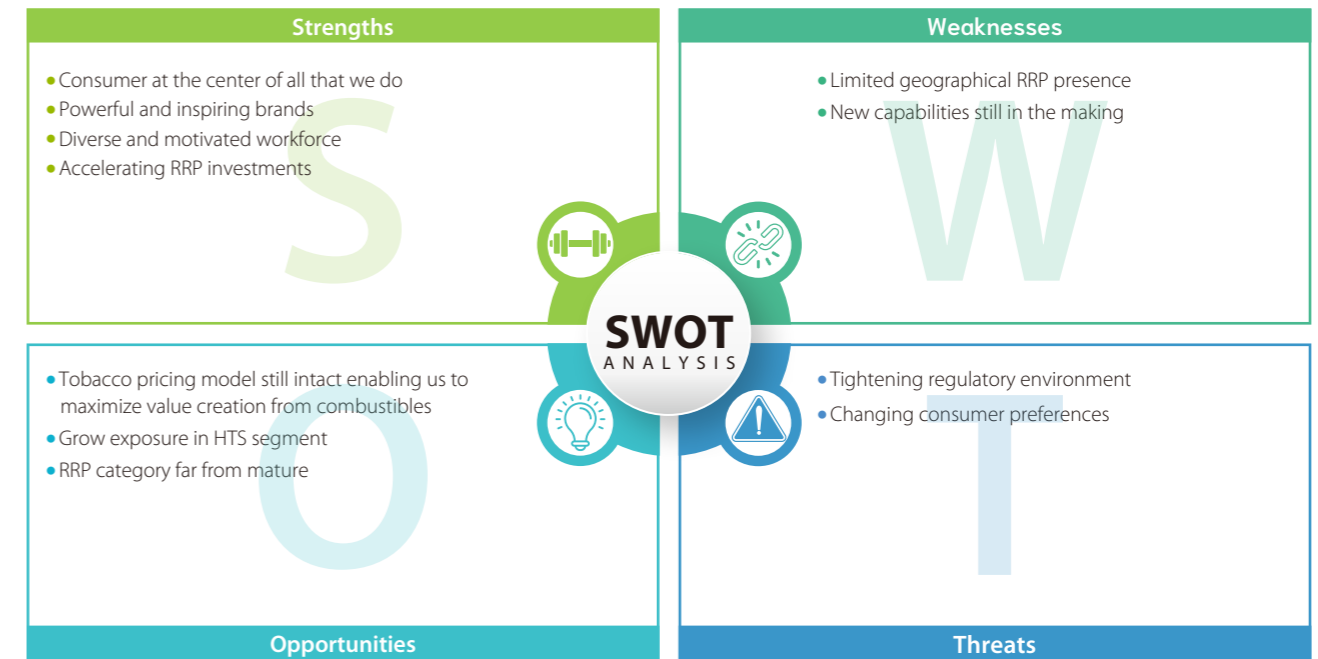 Strengths
• Consumer at the center of all that we do
• Powerful and inspiring brands
• Diverse and motivated workforce
• Accelerating RRP investments
S
Weaknesses
• Limited geographical RRP presence
• New capabilities still in the making
W
SWOT
ANALYSIS
• Tobacco pricing model still intact enabling us to
maximize value creation from combustibles
• Grow exposure in HTS segment
• RRP category far from mature
O
Opportunities
• Tightening regulatory environment
• Changing consumer preferences
T
Threats